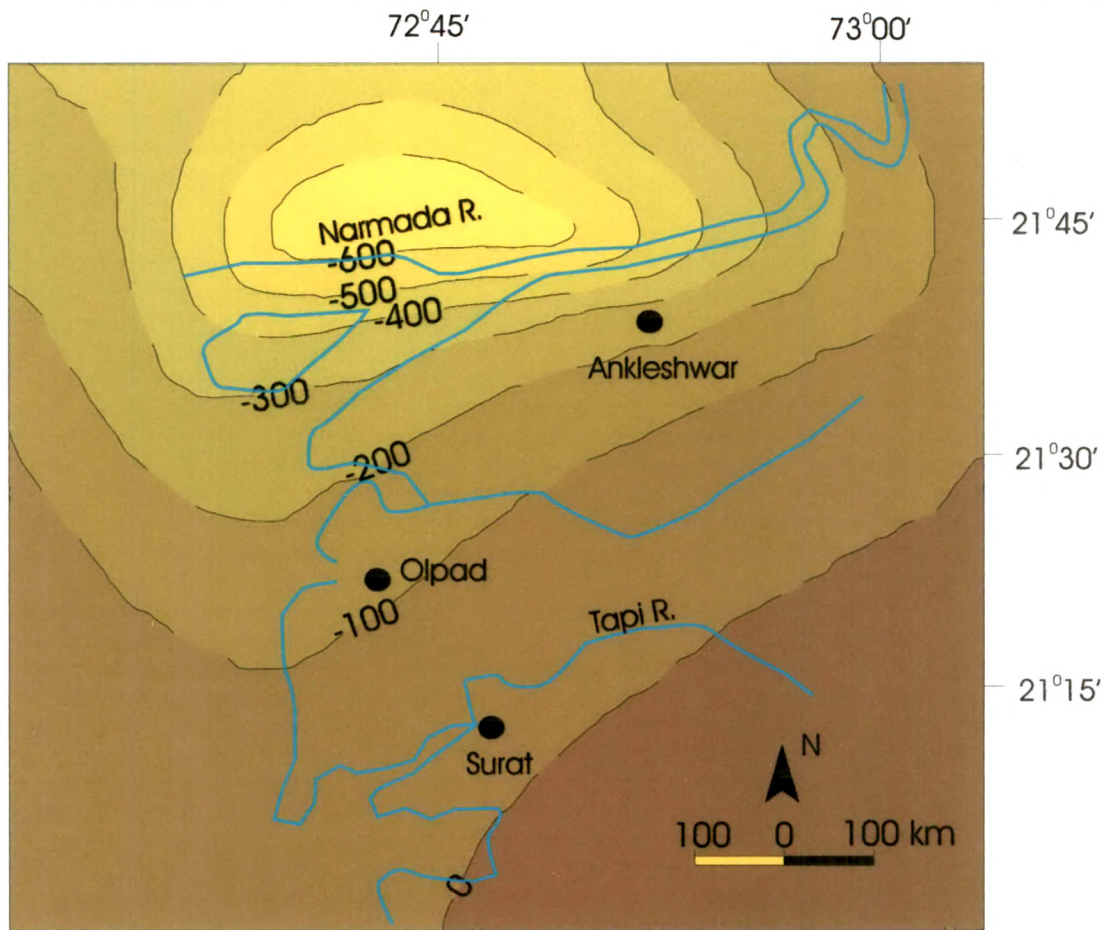 72°45'
73°00'
Narmada R.
21°45'
-600
-500
-400
Ankleshwar
-300
-200
21°30'
Olpad
-100
Tapi R.
21°15'
Surat
N
100 0 100 km
0